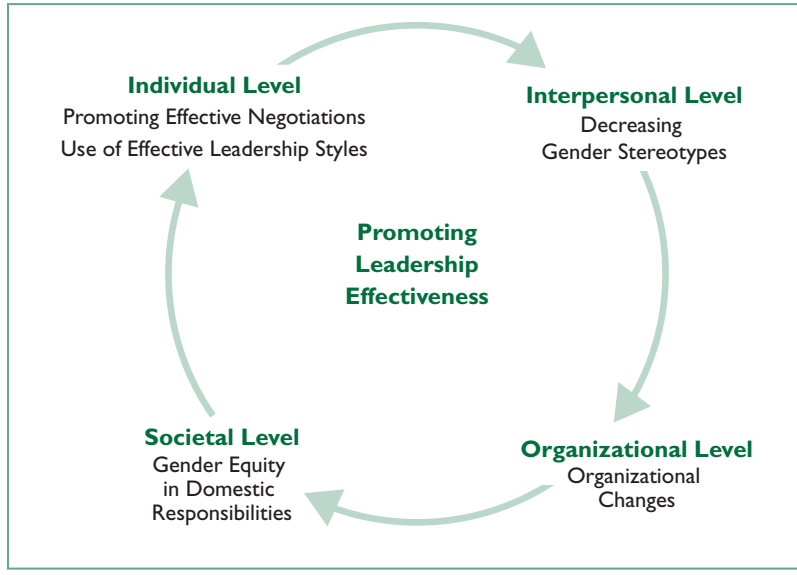 Individual Level
Promoting Effective Negotiations
Use of Effective Leadership Styles
Interpersonal Level
Decreasing
Gender Stereotypes
Promoting
Leadership
Effectiveness
Societal Level
Gender Equity
in Domestic
Responsibilities
Organizational Level
Organizational
Changes